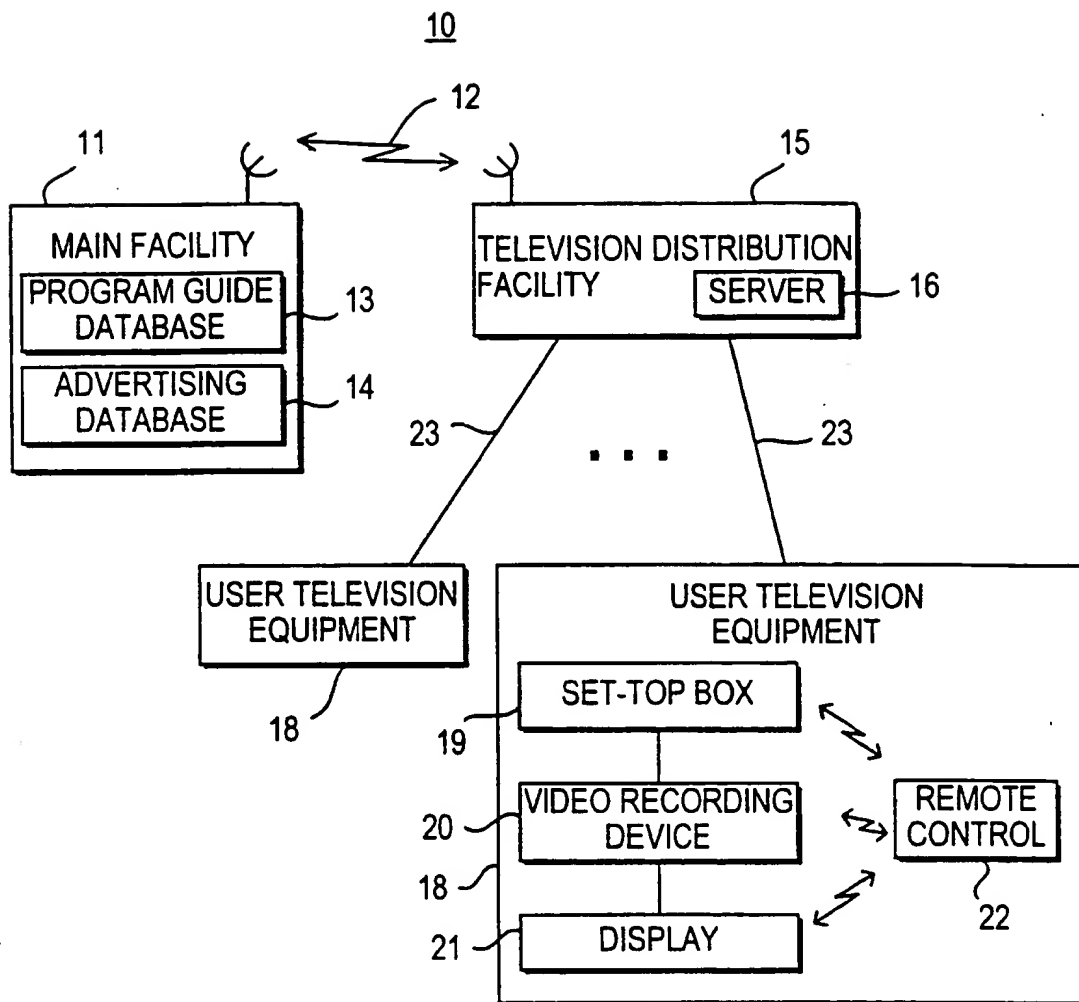 10
12
11
15
MAIN FACILITY
PROGRAM GUIDE
DATABASE
13
ADVERTISING
DATABASE
14
TELEVISION DISTRIBUTION
FACILITY
SERVER
16
23
23
USER TELEVISION
EQUIPMENT
18
USER TELEVISION
EQUIPMENT
SET-TOP BOX
19
VIDEO RECORDING
DEVICE
20
REMOTE
CONTROL
18
22
DISPLAY
21